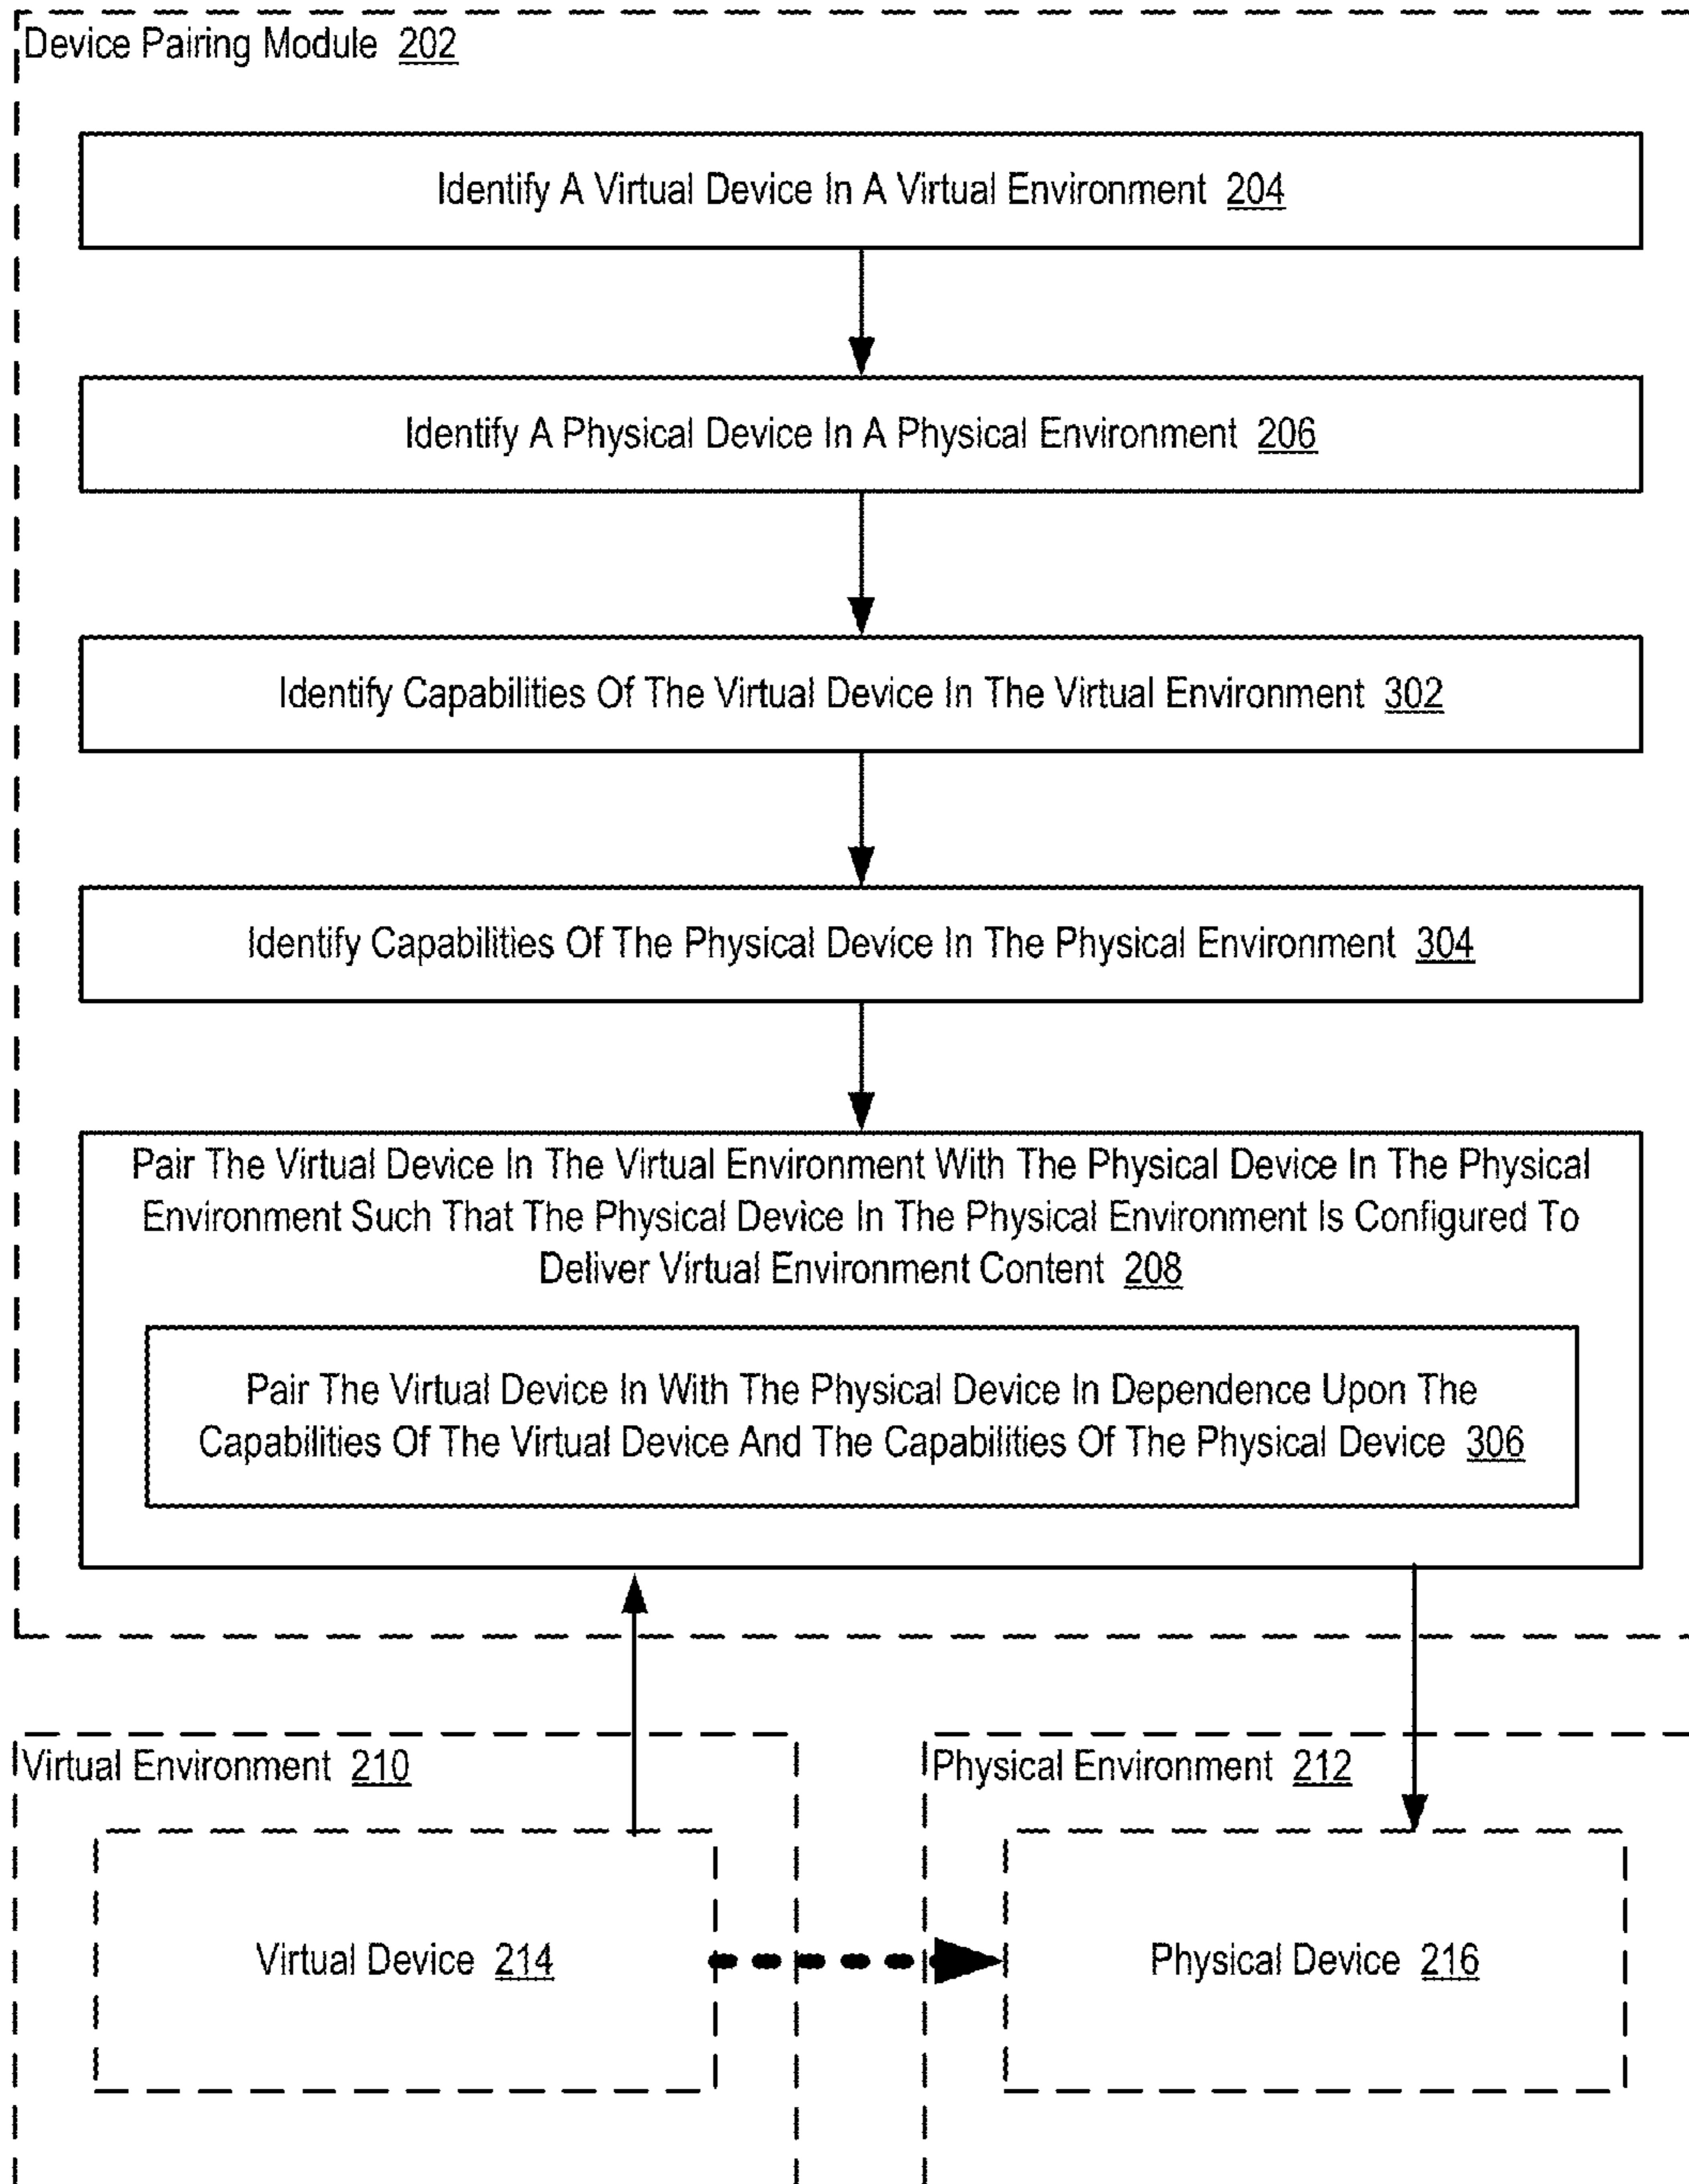 Device Pairing Module 202
Identify A Virtual Device In A Virtual Environment 204
Identify A Physical Device In A Physical Environment 206
Identify Capabilities Of The Virtual Device In The Virtual Environment 302
Identify Capabilities Of The Physical Device In The Physical Environment 304
Pair The Virtual Device In The Virtual Environment With The Physical Device In The Physical
Environment Such That The Physical Device In The Physical Environment Is Configured To
Deliver Virtual Environment Content 208
Pair The Virtual Device In With The Physical Device In Dependence Upon The
Capabilities Of The Virtual Device And The Capabilities Of The Physical Device 306
Virtual Environment 210
Physical Environment 212
Virtual Device 214
Physical Device 216